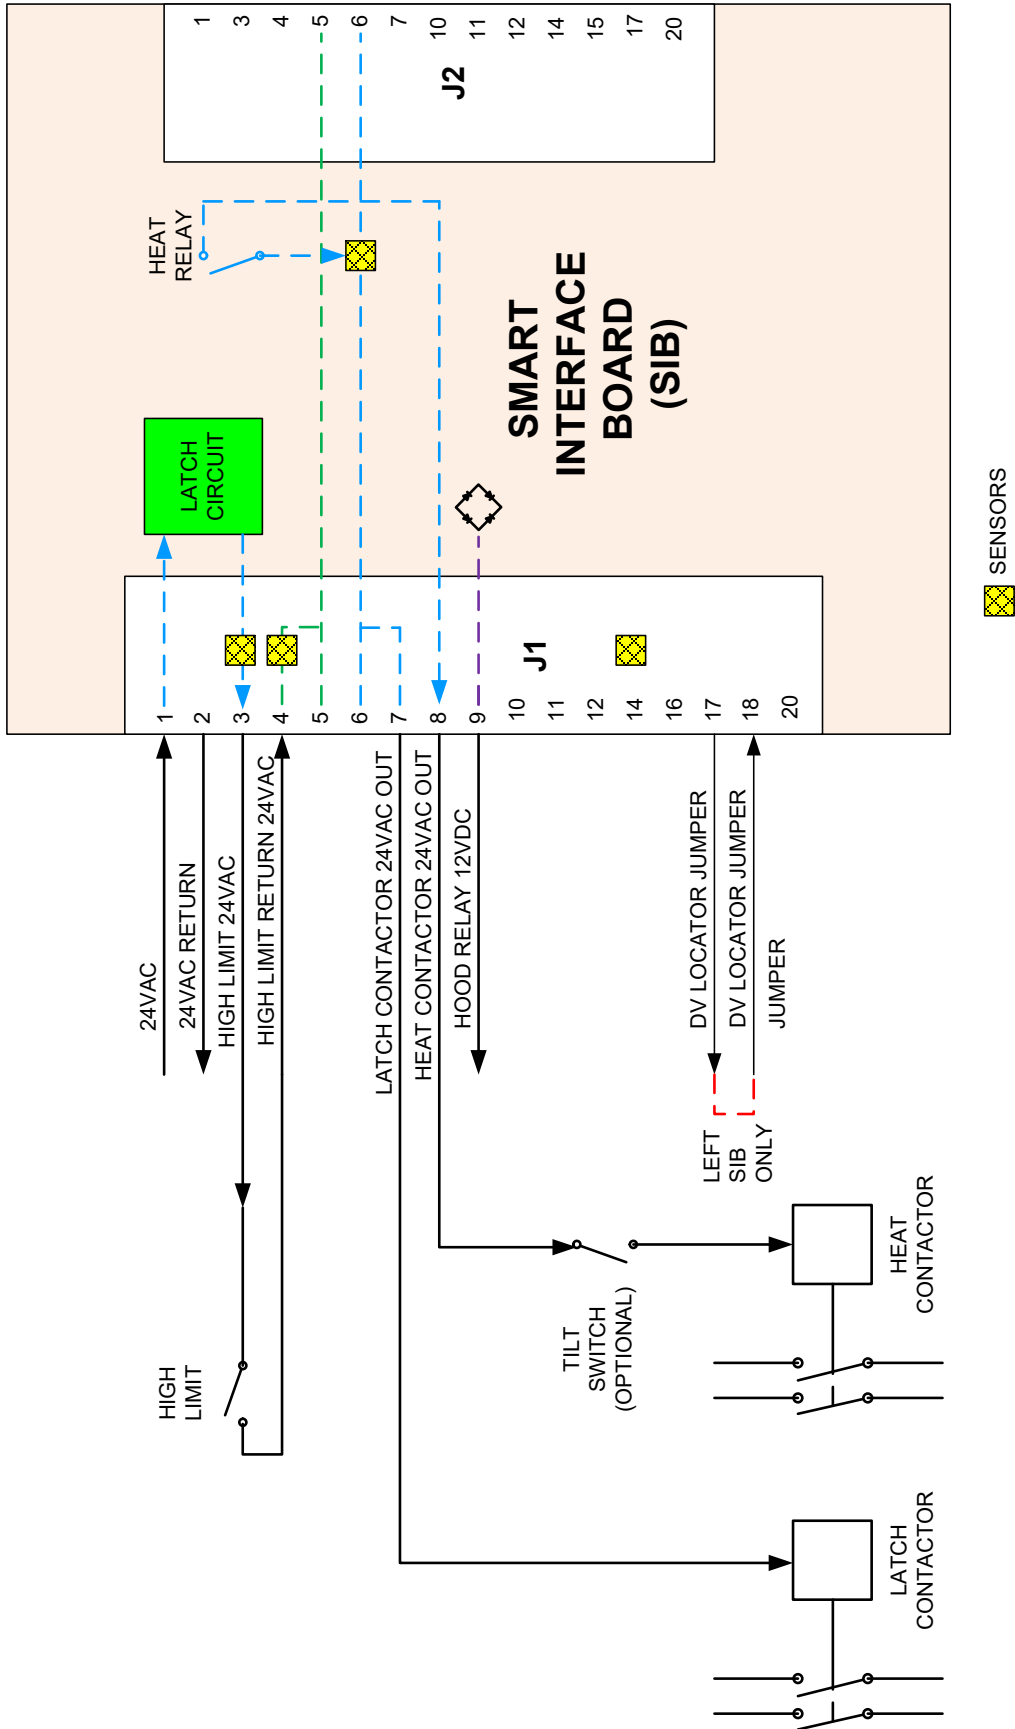 1
3
4
5
6
7
10
11
12
14
15
17
20
J2
HEAT
RELAY
LATCH
CIRCUIT
SMART
INTERFACE
BOARD
(SIB)
J1
1
2
3
4
5
6
7
8
9
10
11
12
14
16
17
18
20
SENSORS
24VAC
24VAC RETURN
HIGH LIMIT 24VAC
HIGH LIMIT RETURN 24VAC
LATCH CONTACTOR 24VAC OUT
HEAT CONTACTOR 24VAC OUT
HOOD RELAY 12VDC
DV LOCATOR JUMPER
DV LOCATOR JUMPER
JUMPER
LEFT
SIB
ONLY
HIGH
LIMIT
TILT
SWITCH
(OPTIONAL)
HEAT
CONTACTOR
LATCH
CONTACTOR